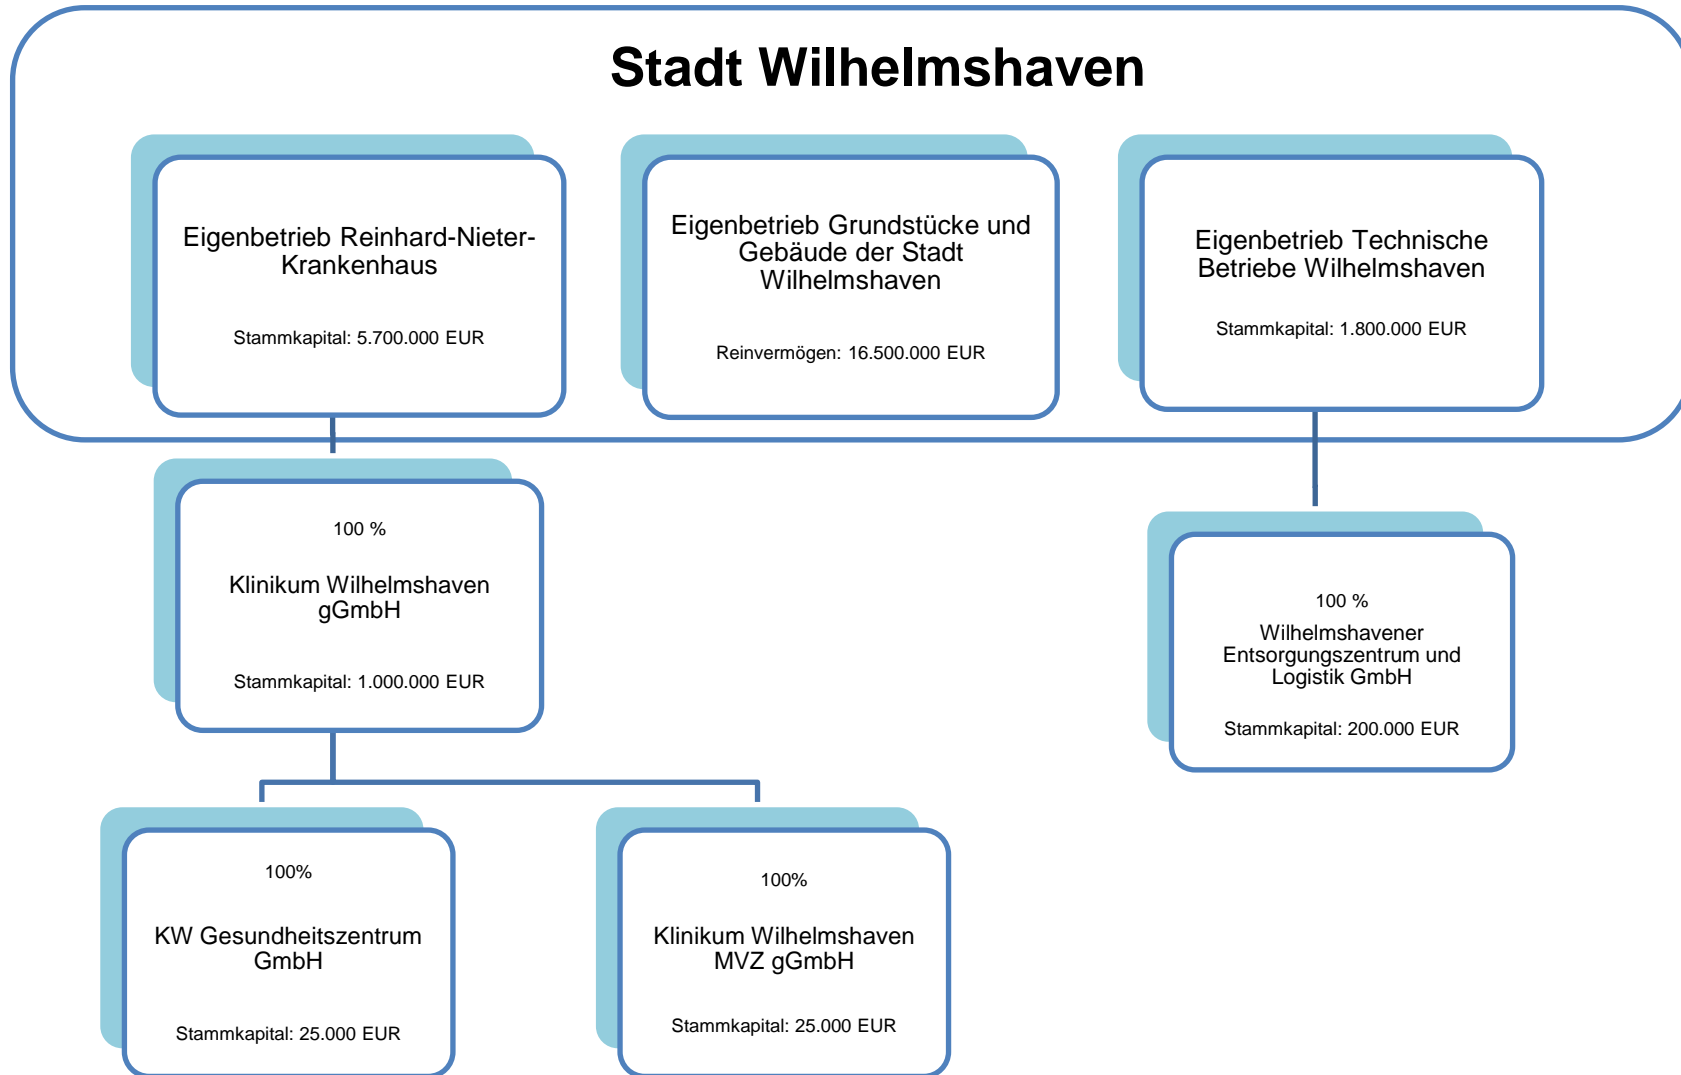 Stadt Wilhelmshaven
Eigenbetrieb Reinhard-Nieter-
Krankenhaus
Stammkapital: 5.700.000 EUR
Eigenbetrieb Grundstücke und
Gebäude der Stadt
Wilhelmshaven
Reinvermögen: 16.500.000 EUR
Eigenbetrieb Technische
Betriebe Wilhelmshaven
Stammkapital: 1.800.000 EUR
100 %
Klinikum Wilhelmshaven
gGmbH
Stammkapital: 1.000.000 EUR
100 %
Wilhelmshavener
Entsorgungszentrum und
Logistik GmbH
Stammkapital: 200.000 EUR
100%
KW Gesundheitszentrum
GmbH
Stammkapital: 25.000 EUR
100%
Klinikum Wilhelmshaven
MVZ gGmbH
Stammkapital: 25.000 EUR